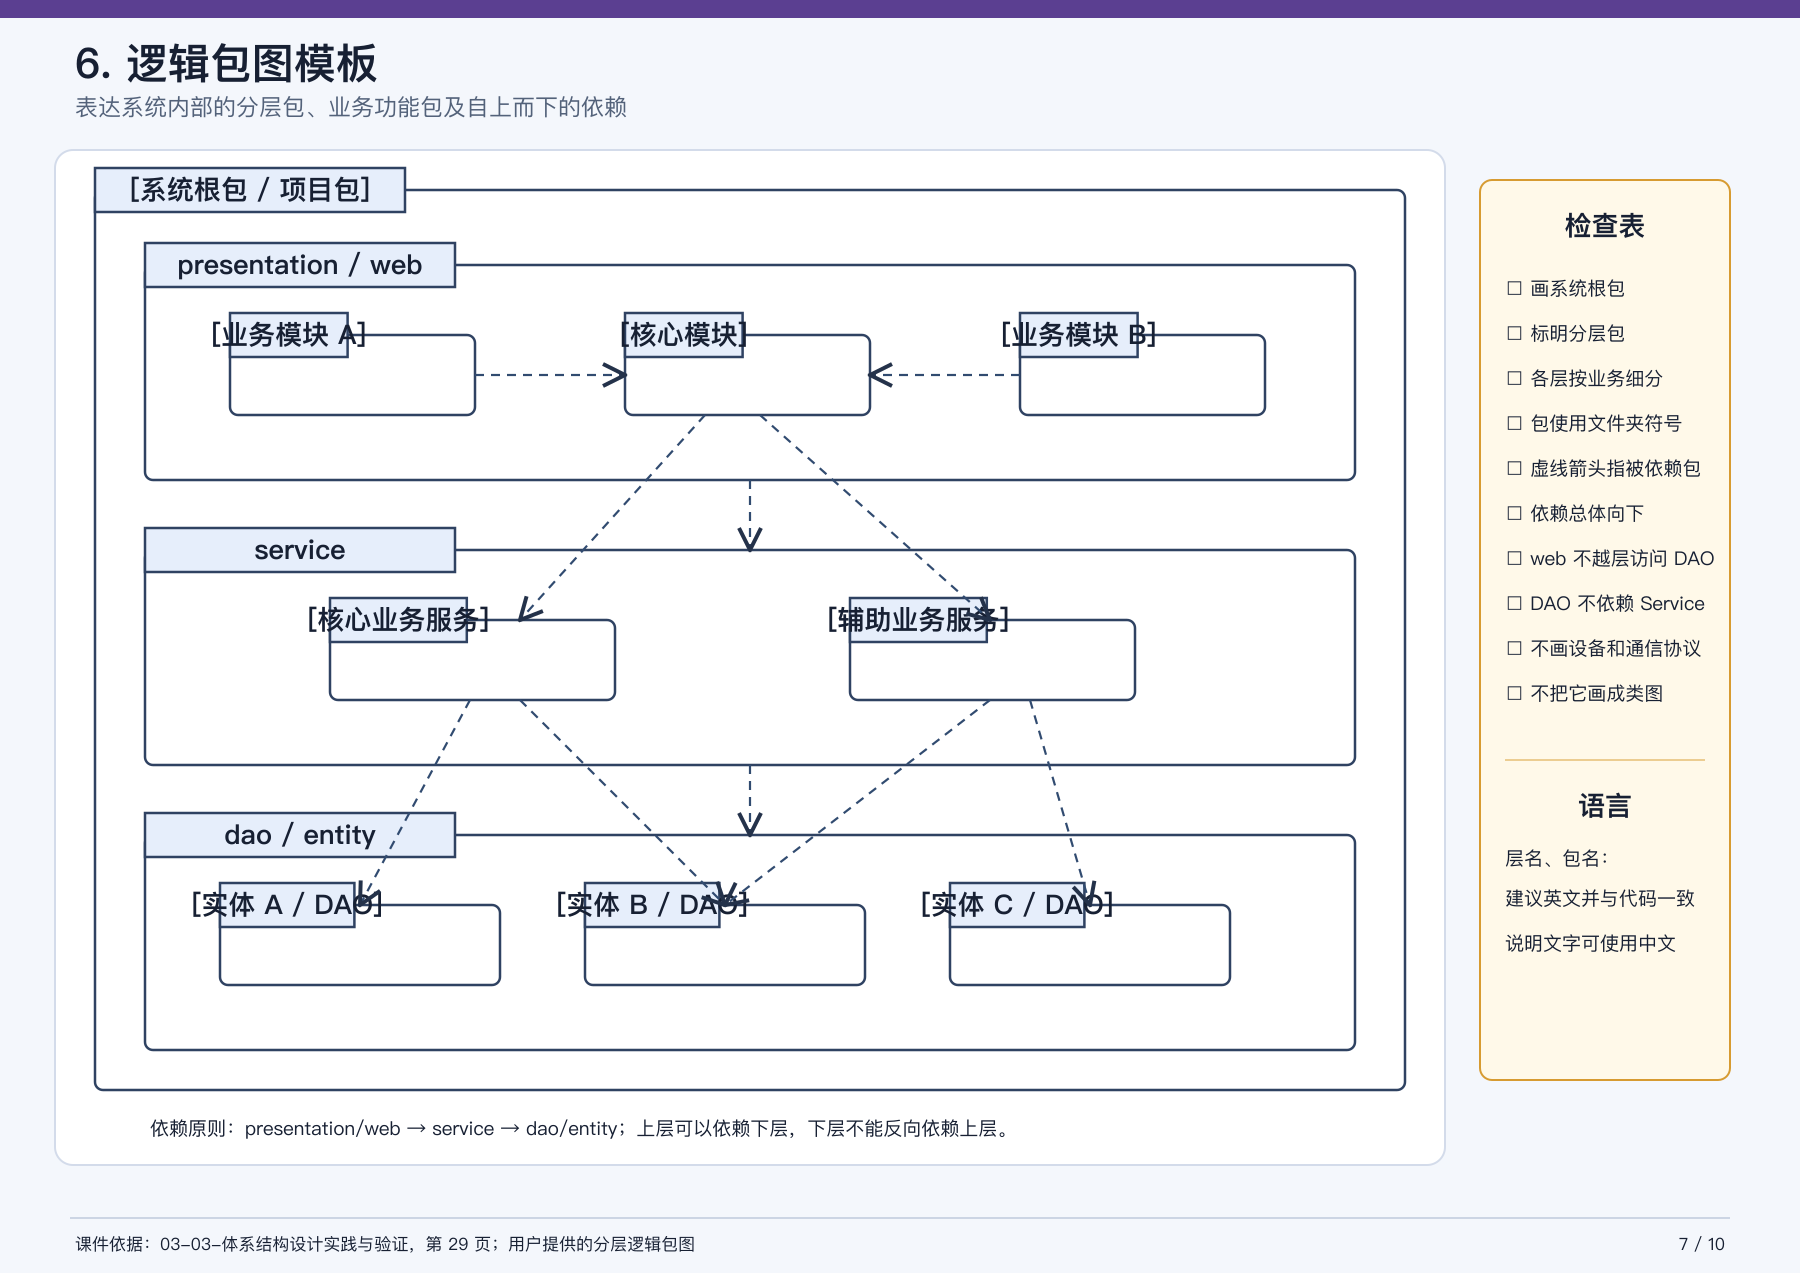 6. 逻辑包图模板
表达系统内部的分层包、业务功能包及自上而下的依赖
[系统根包 / 项目包]
presentation / web
[业务模块 A]
[核心模块]
[业务模块 B]
service
[核心业务服务]
[辅助业务服务]
dao / entity
[实体 A / DAO]
[实体 B / DAO]
[实体 C / DAO]
依赖原则：presentation/web → service → dao/entity；上层可以依赖下层，下层不能反向依赖上层。
检查表
☐ 画系统根包
☐ 标明分层包
☐ 各层按业务细分
☐ 包使用文件夹符号
☐ 虚线箭头指被依赖包
☐ 依赖总体向下
☐ web 不越层访问 DAO
☐ DAO 不依赖 Service
☐ 不画设备和通信协议
☐ 不把它画成类图
语言
层名、包名：
建议英文并与代码一致
说明文字可使用中文
课件依据：03-03-体系结构设计实践与验证，第 29 页；用户提供的分层逻辑包图
7 / 10